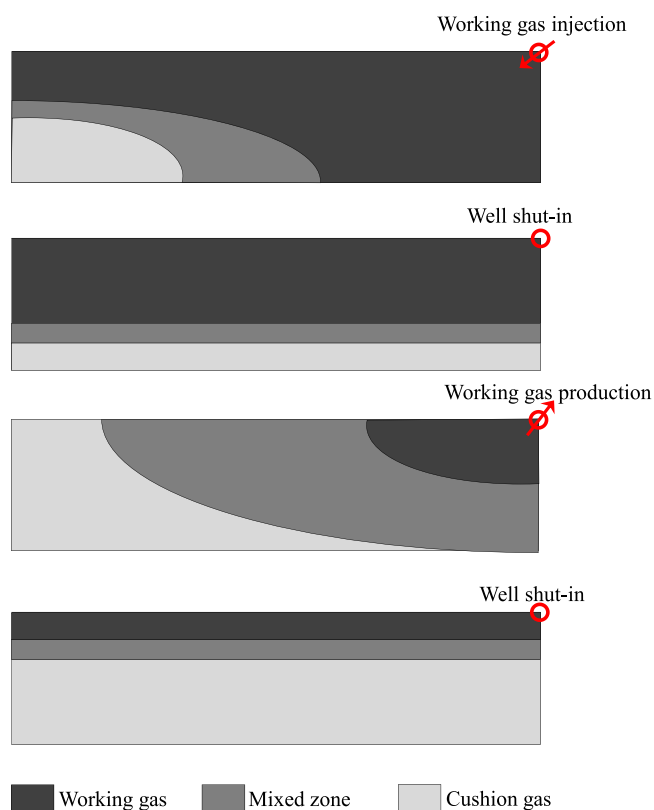 Working gas injection
Well shut-in
Working gas production
Well shut-in
Working gas Mixed zone Cushion gas